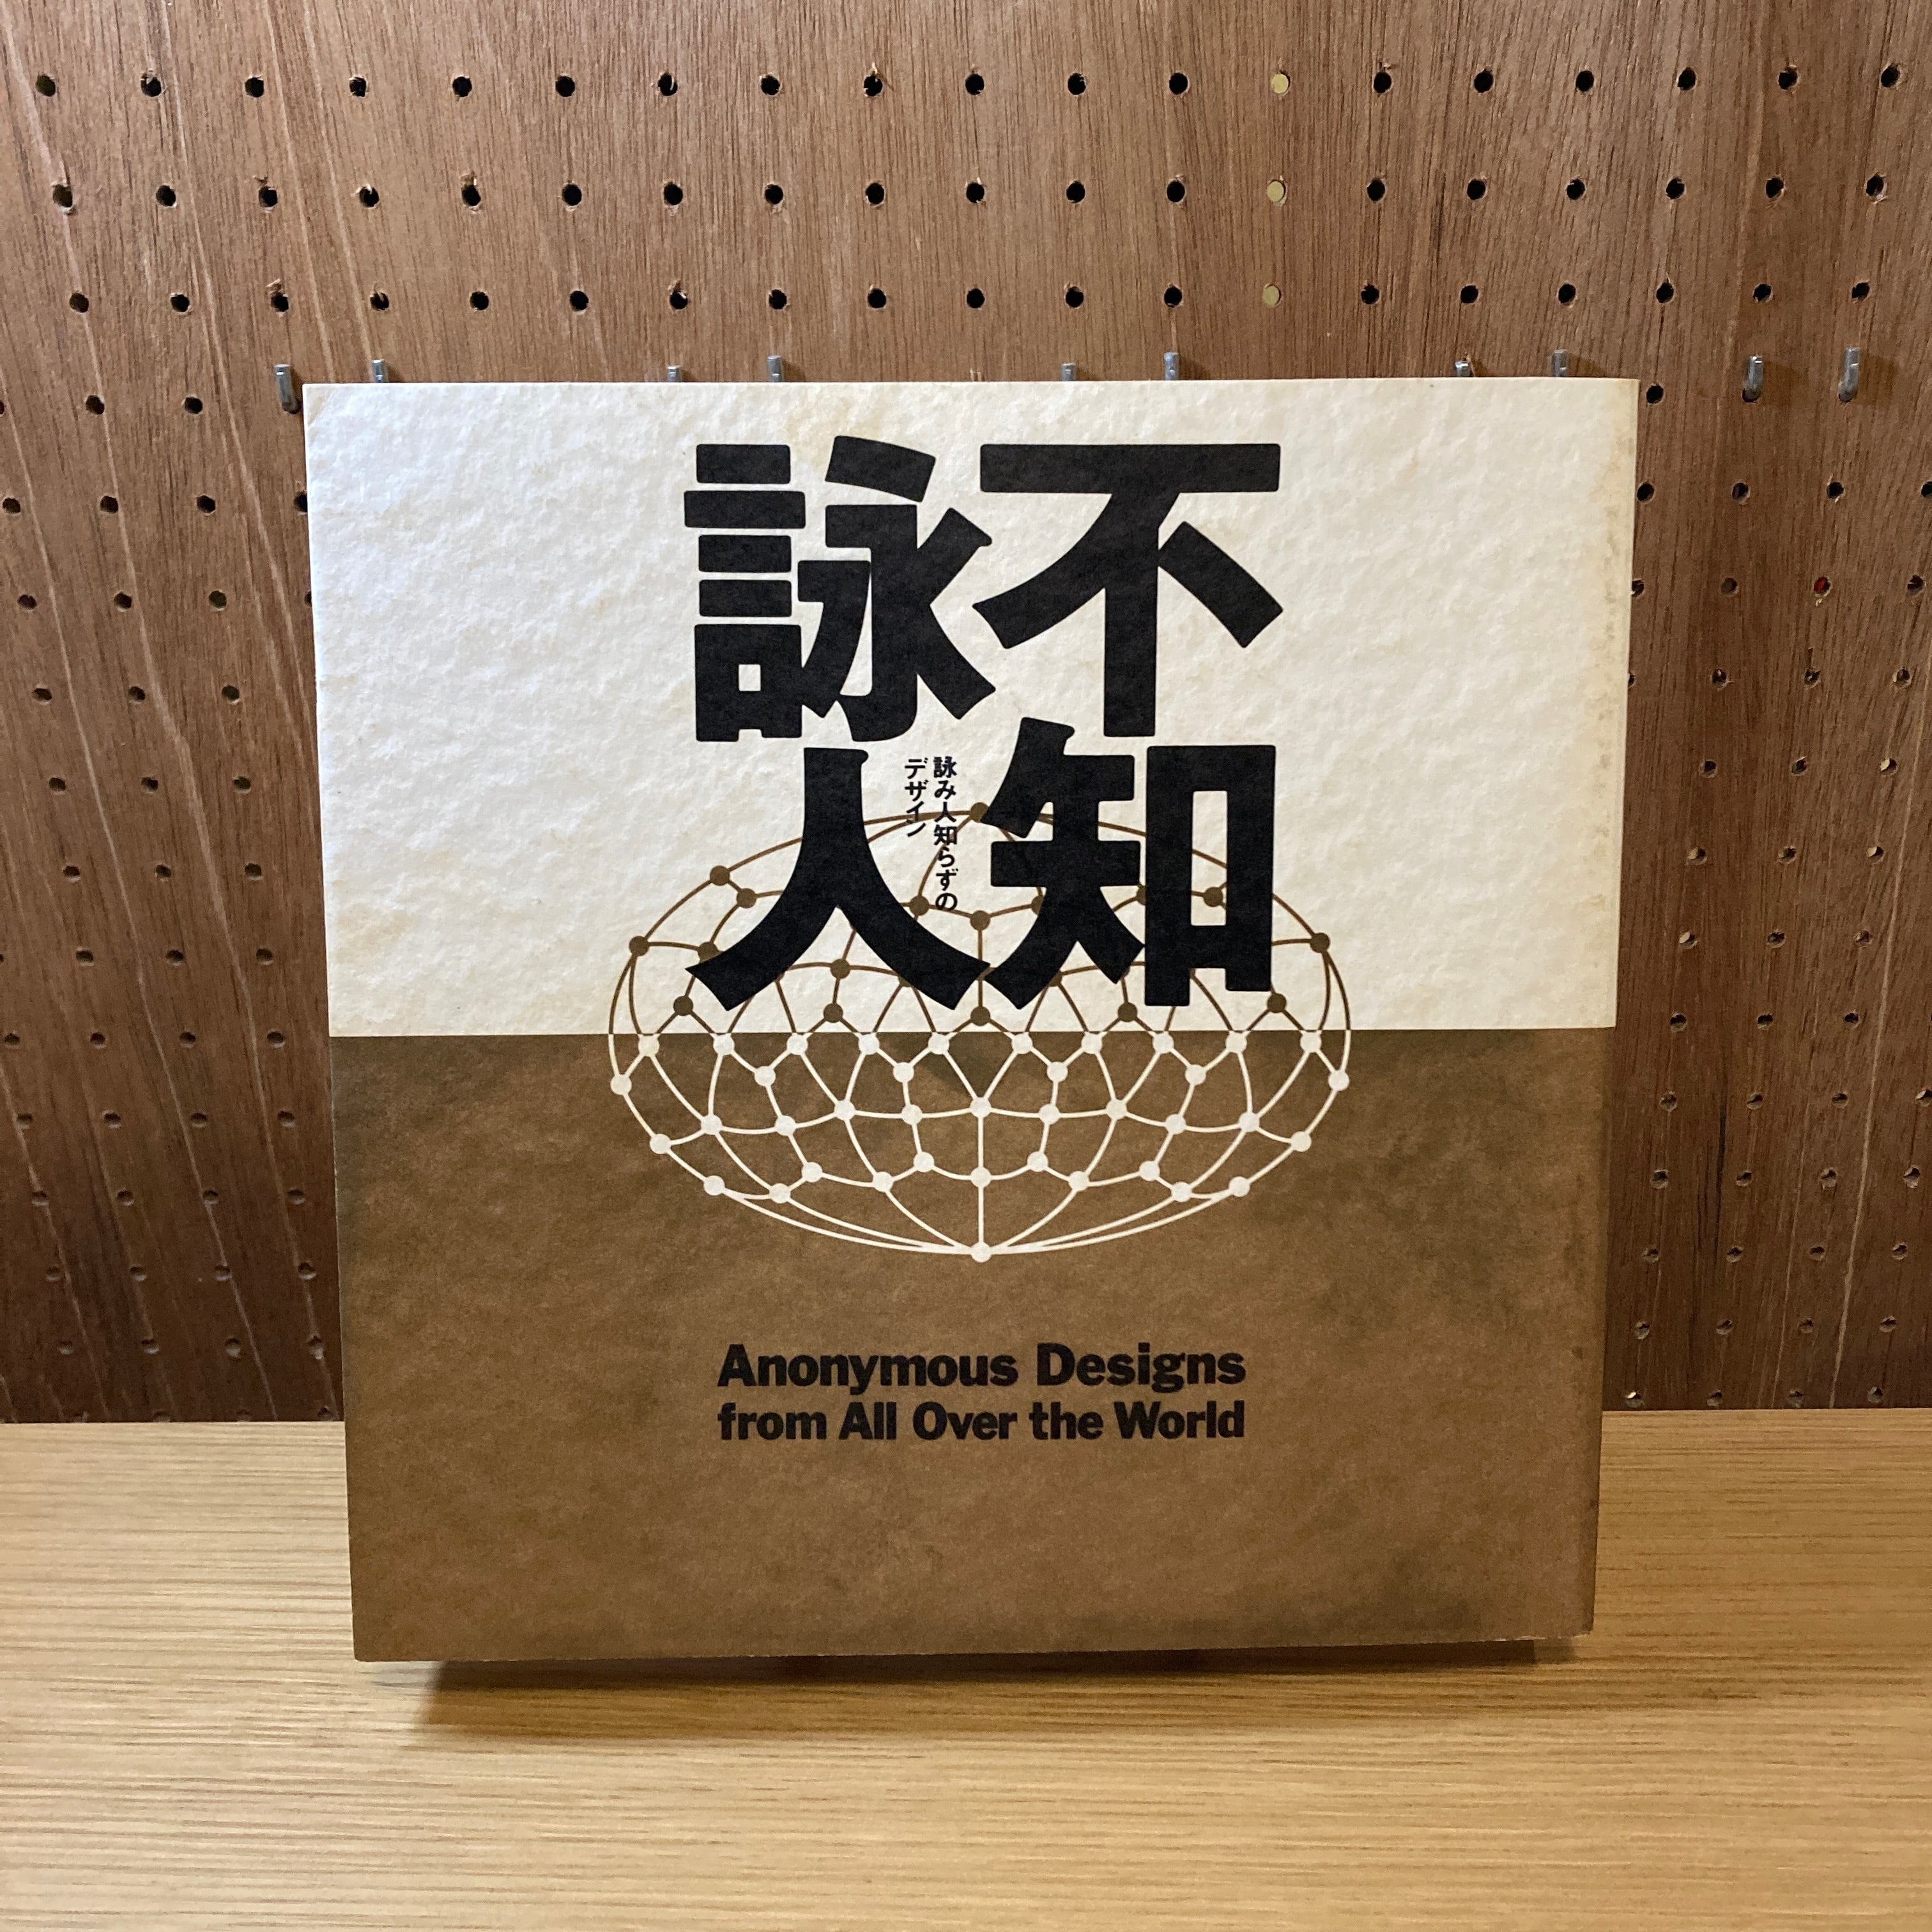 不知
詠人
詠み人知らずの
デザイン
Anonymous Designs
from All Over the World